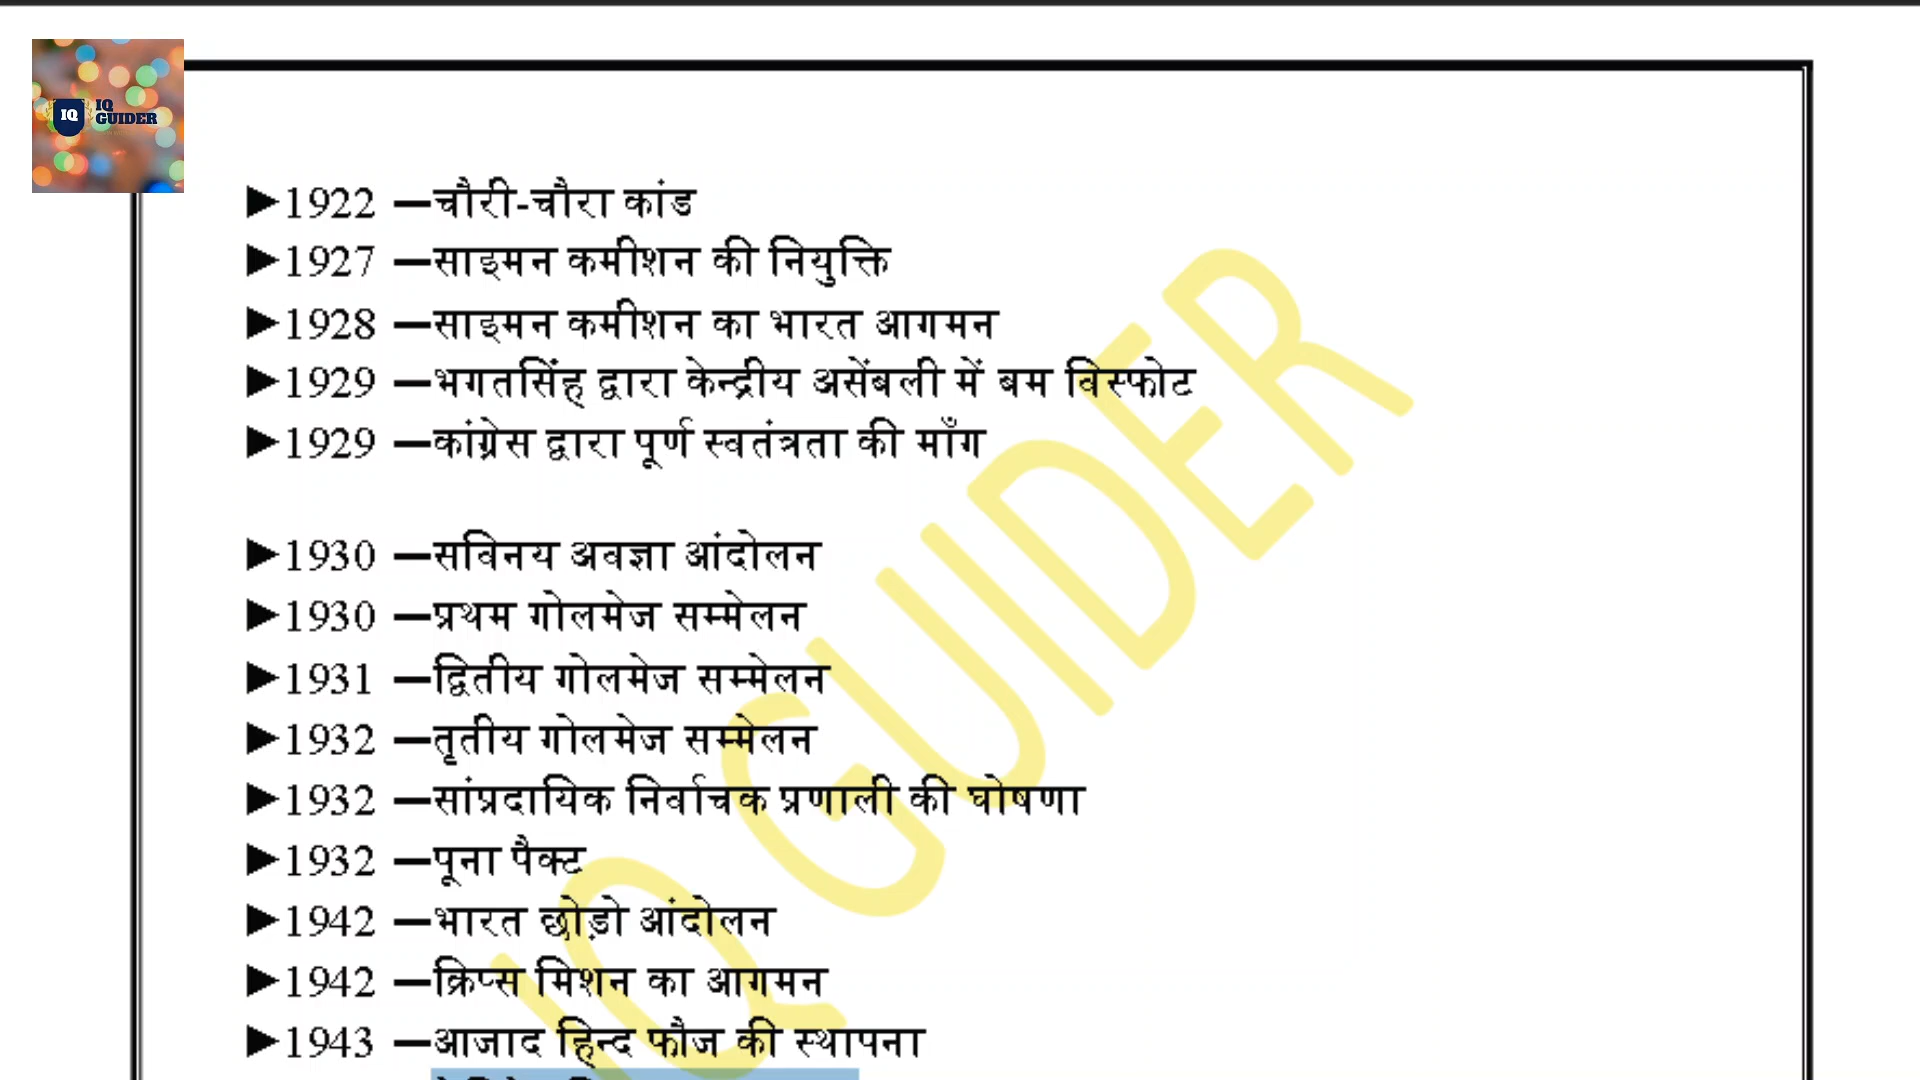 IQ
IQ
GUIDER
►1922 —चौरी-चौरा कांड
►1927 —साइमन कमीशन की नियुक्ति
►1928 —साइमन कमीशन का भारत आगमन
►1929 —भगतसिंह द्वारा केन्द्रीय असेंबली में बम विस्फोट
►1929 —कांग्रेस द्वारा पूर्ण स्वतंत्रता की माँग
►1930 —सविनय अवज्ञा आंदोलन
►1930 —प्रथम गोलमेज सम्मेलन
►1931 —द्वितीय गोलमेज सम्मेलन
►1932 —तृतीय गोलमेज सम्मेलन
►1932 —सांप्रदायिक निर्वाचक प्रणाली की घोषणा
►1932 —पूना पैक्ट
►1942 —भारत छोड़ो आंदोलन
►1942 —क्रिप्स मिशन का आगमन
►1943 —आजाद हिन्द फौज की स्थापना
IQ GUIDER